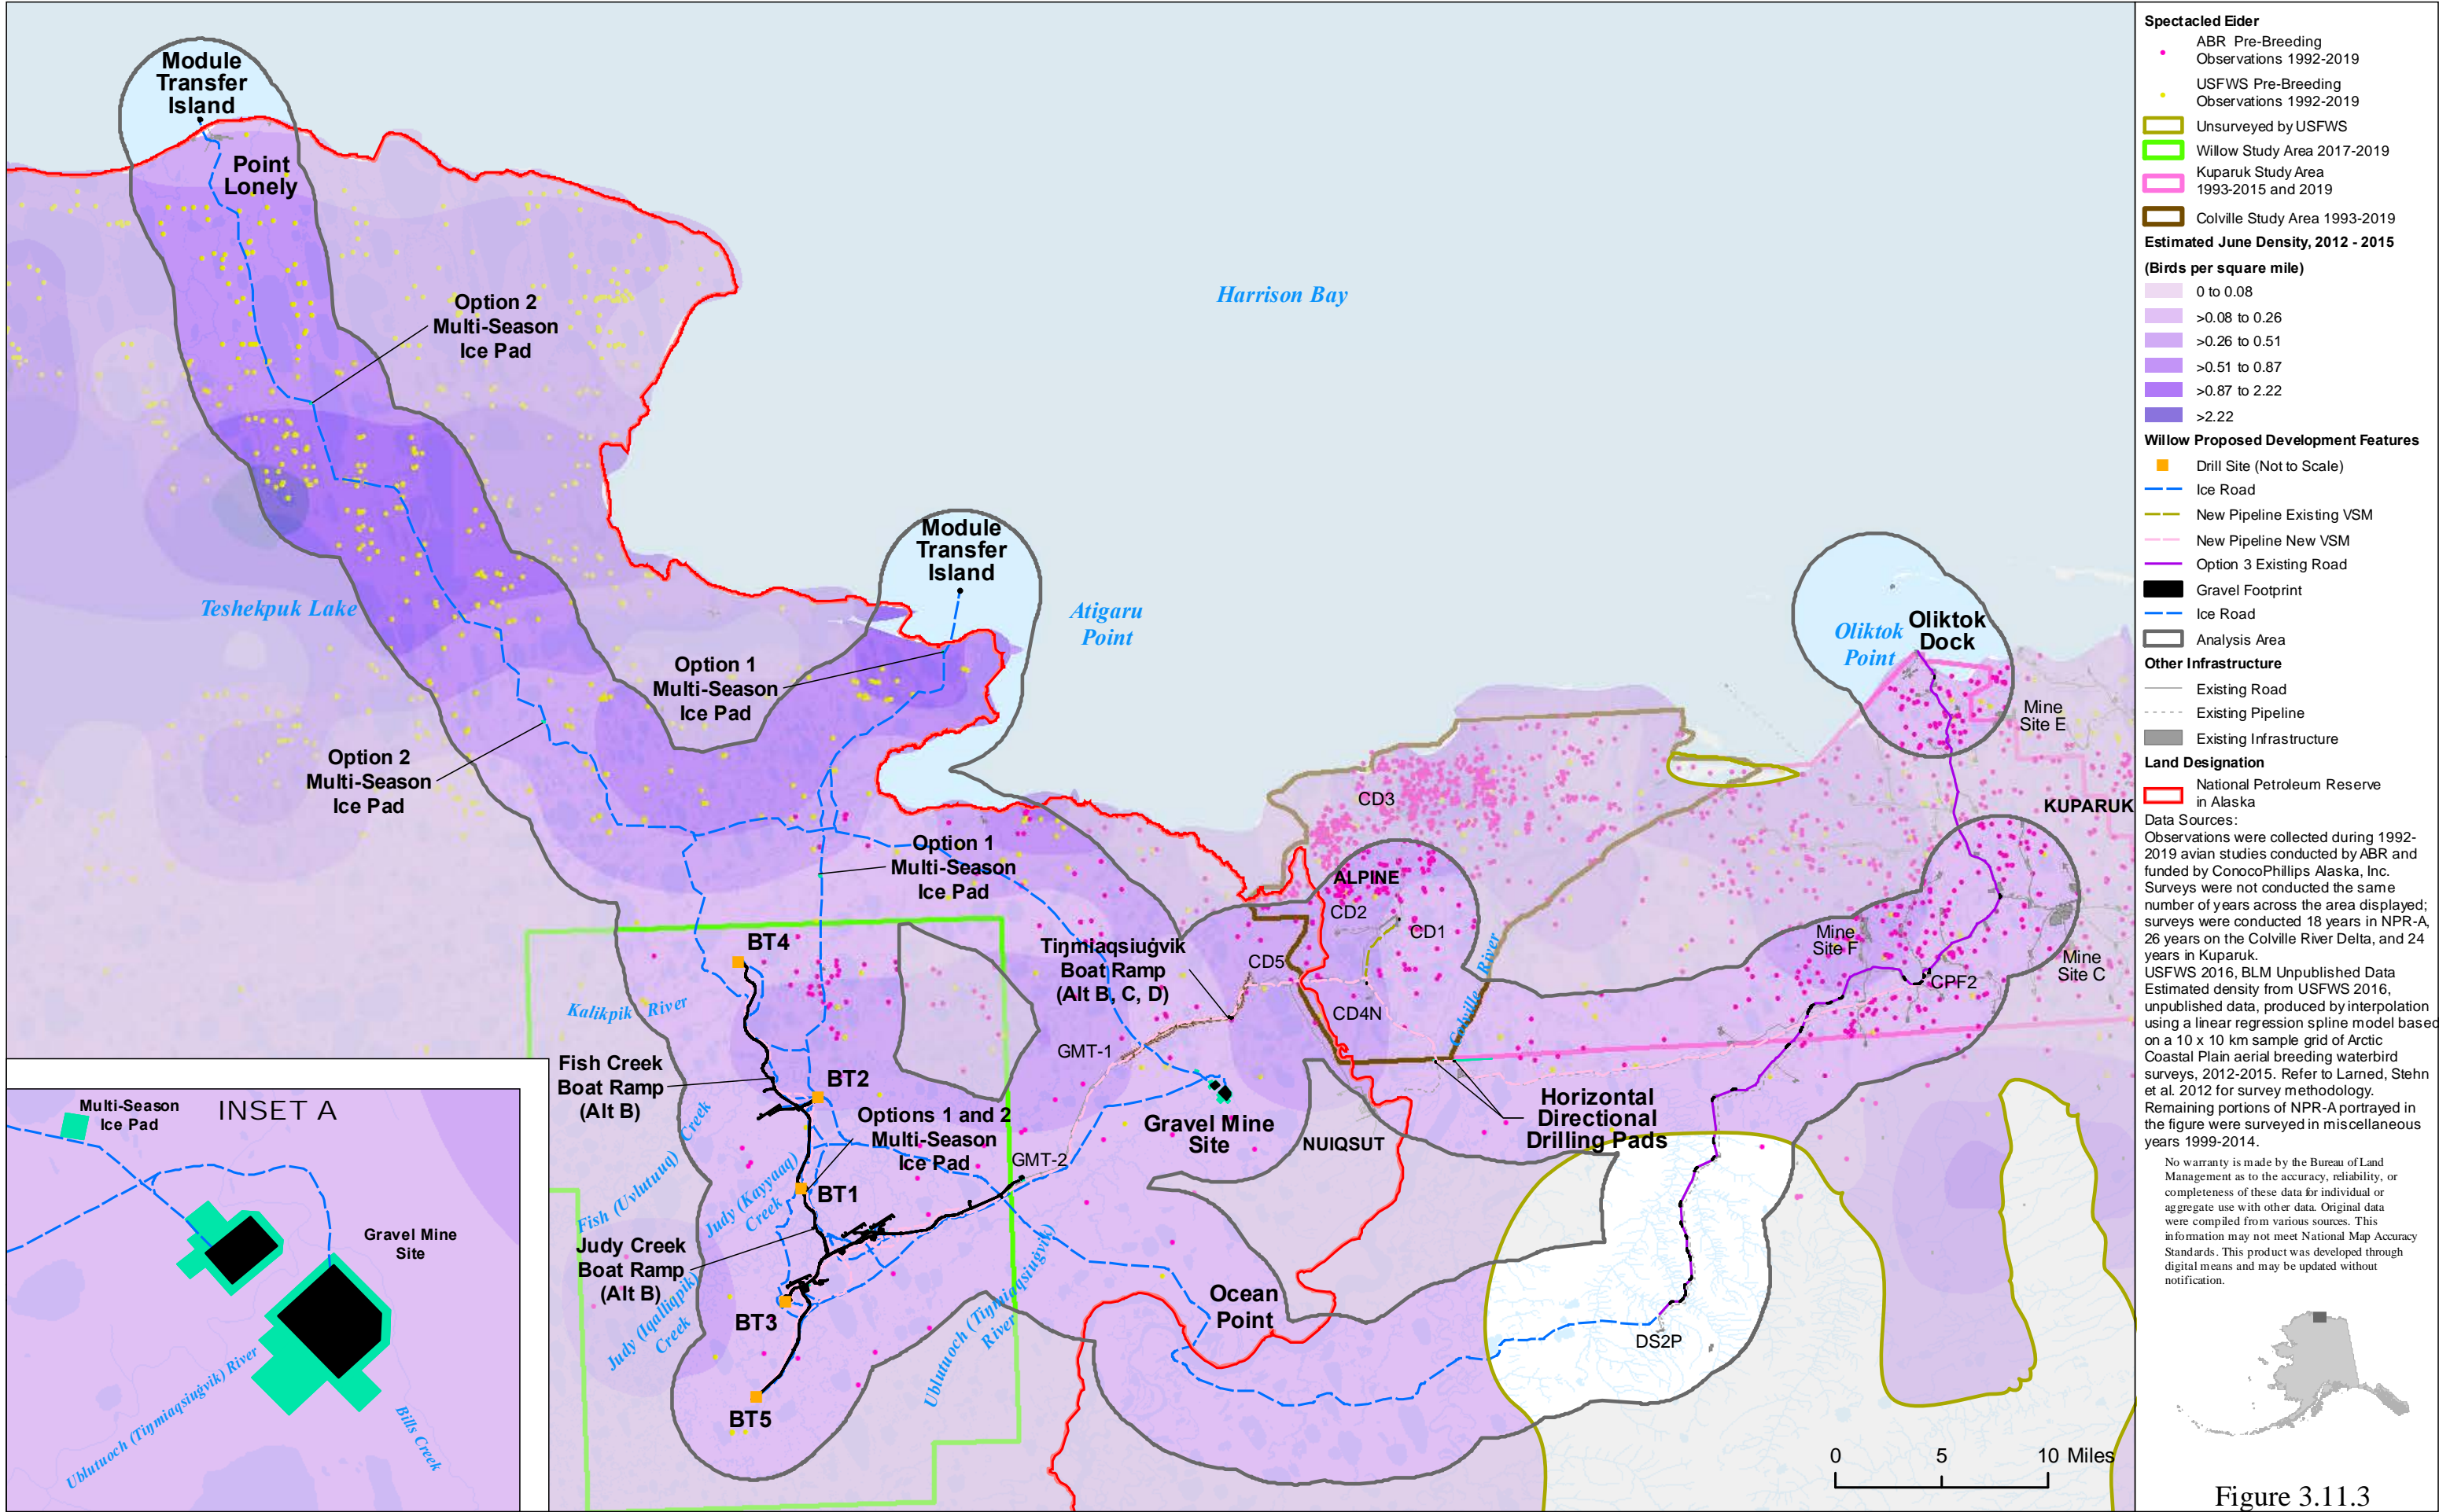 Module
Transfer
Island
Point
Lonely
Option 2
Multi-Season
Ice Pad
Harrison Bay
Teshekpuk Lake
Module
Transfer
Island
Atigaru
Point
Option 1
Multi-Season
Ice Pad
Option 2
Multi-Season
Ice Pad
Oliktok
Point
Oliktok
Dock
Mine
Site E
KUPARUK
CD3
Option 1
Multi-Season
Ice Pad
ALPINE
CD2
CD1
Colville River
Tiŋmiaqsiuġvik
Boat Ramp
(Alt B, C, D)
CD5
CD4N
Mine
Site F
CPF2
Mine
Site C
BT4
Kalikpik River
GMT-1
Fish Creek
Boat Ramp
(Alt B)
BT2
Options 1 and 2
Multi-Season
Ice Pad
Gravel Mine
Site
NUIQSUT
Horizontal
Directional
Drilling Pads
GMT-2
Fish (Uvlutuuq) Creek
Judy (Kayyaaq)
Creek
BT1
Judy Creek
Boat Ramp
(Alt B)
Judy (Iqalliqpik)
Creek
BT3
Ublutuoch (Tiŋmiaqsiuġvik)
River
Ocean
Point
DS2P
BT5
0 5 10 Miles
INSET A
Multi-Season
Ice Pad
Gravel Mine
Site
Ublutuoch (Tiŋmiaqsiuġvik) River
Bills Creek
Spectacled Eider
ABR Pre-Breeding
Observations 1992-2019
USFWS Pre-Breeding
Observations 1992-2019
Unsurveyed by USFWS
Willow Study Area 2017-2019
Kuparuk Study Area
1993-2015 and 2019
Colville Study Area 1993-2019
Estimated June Density, 2012 - 2015
(Birds per square mile)
0 to 0.08
>0.08 to 0.26
>0.26 to 0.51
>0.51 to 0.87
>0.87 to 2.22
>2.22
Willow Proposed Development Features
Drill Site (Not to Scale)
Ice Road
New Pipeline Existing VSM
New Pipeline New VSM
Option 3 Existing Road
Gravel Footprint
Ice Road
Analysis Area
Other Infrastructure
Existing Road
Existing Pipeline
Existing Infrastructure
Land Designation
National Petroleum Reserve
in Alaska
Data Sources:
Observations were collected during 1992-
2019 avian studies conducted by ABR and
funded by ConocoPhillips Alaska, Inc.
Surveys were not conducted the same
number of years across the area displayed;
surveys were conducted 18 years in NPR-A,
26 years on the Colville River Delta, and 24
years in Kuparuk.
USFWS 2016, BLM Unpublished Data
Estimated density from USFWS 2016,
unpublished data, produced by interpolation
using a linear regression spline model based
on a 10 x 10 km sample grid of Arctic
Coastal Plain aerial breeding waterbird
surveys, 2012-2015. Refer to Larned, Stehn
et al. 2012 for survey methodology.
Remaining portions of NPR-A portrayed in
the figure were surveyed in miscellaneous
years 1999-2014.
No warranty is made by the Bureau of Land
Management as to the accuracy, reliability, or
completeness of these data for individual or
aggregate use with other data. Original data
were compiled from various sources. This
information may not meet National Map Accuracy
Standards. This product was developed through
digital means and may be updated without
notification.
Figure 3.11.3